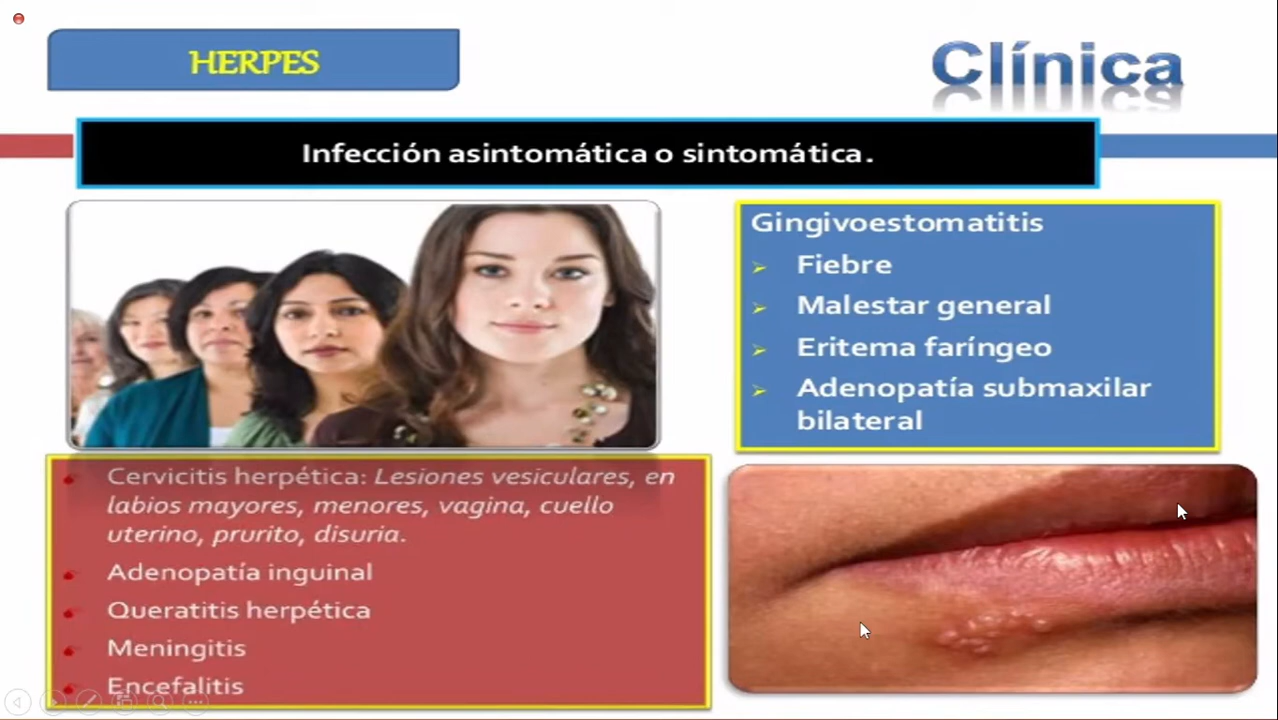 HERPES
Clínica
Infección asintomática o sintomática.
Gingivoestomatitis
Fiebre
Malestar general
Eritema faríngeo
Adenopatía submaxilar
bilateral
Cervicitis herpética: Lesiones vesiculares, en
labios mayores, menores, vagina, cuello
uterino, prurito, disuria.
Adenopatía inguinal
Queratitis herpética
Meningitis
Encefalitis